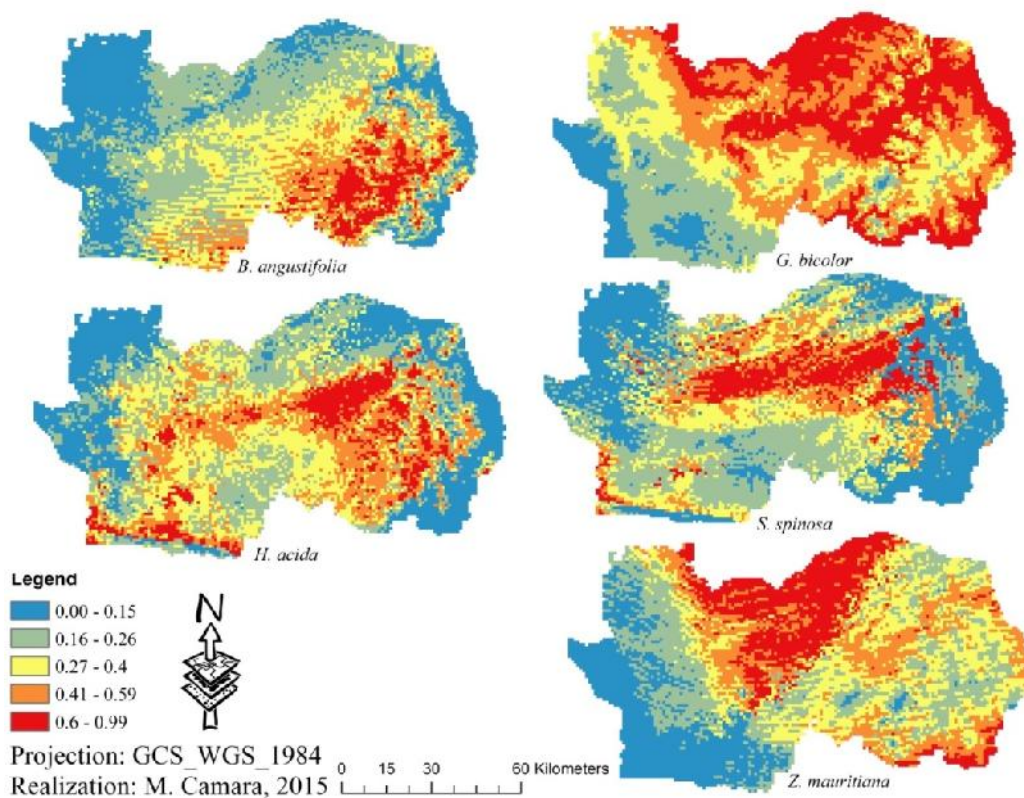 B. angustifolia
G. bicolor
H. acida
S. spinosa
Z. mauritiana
Legend
0.00 - 0.15
0.16 - 0.26
0.27 - 0.4
0.41 - 0.59
0.6 - 0.99
N
Projection: GCS_WGS_1984
Realization: M. Camara, 2015
0 15 30 60 Kilometers